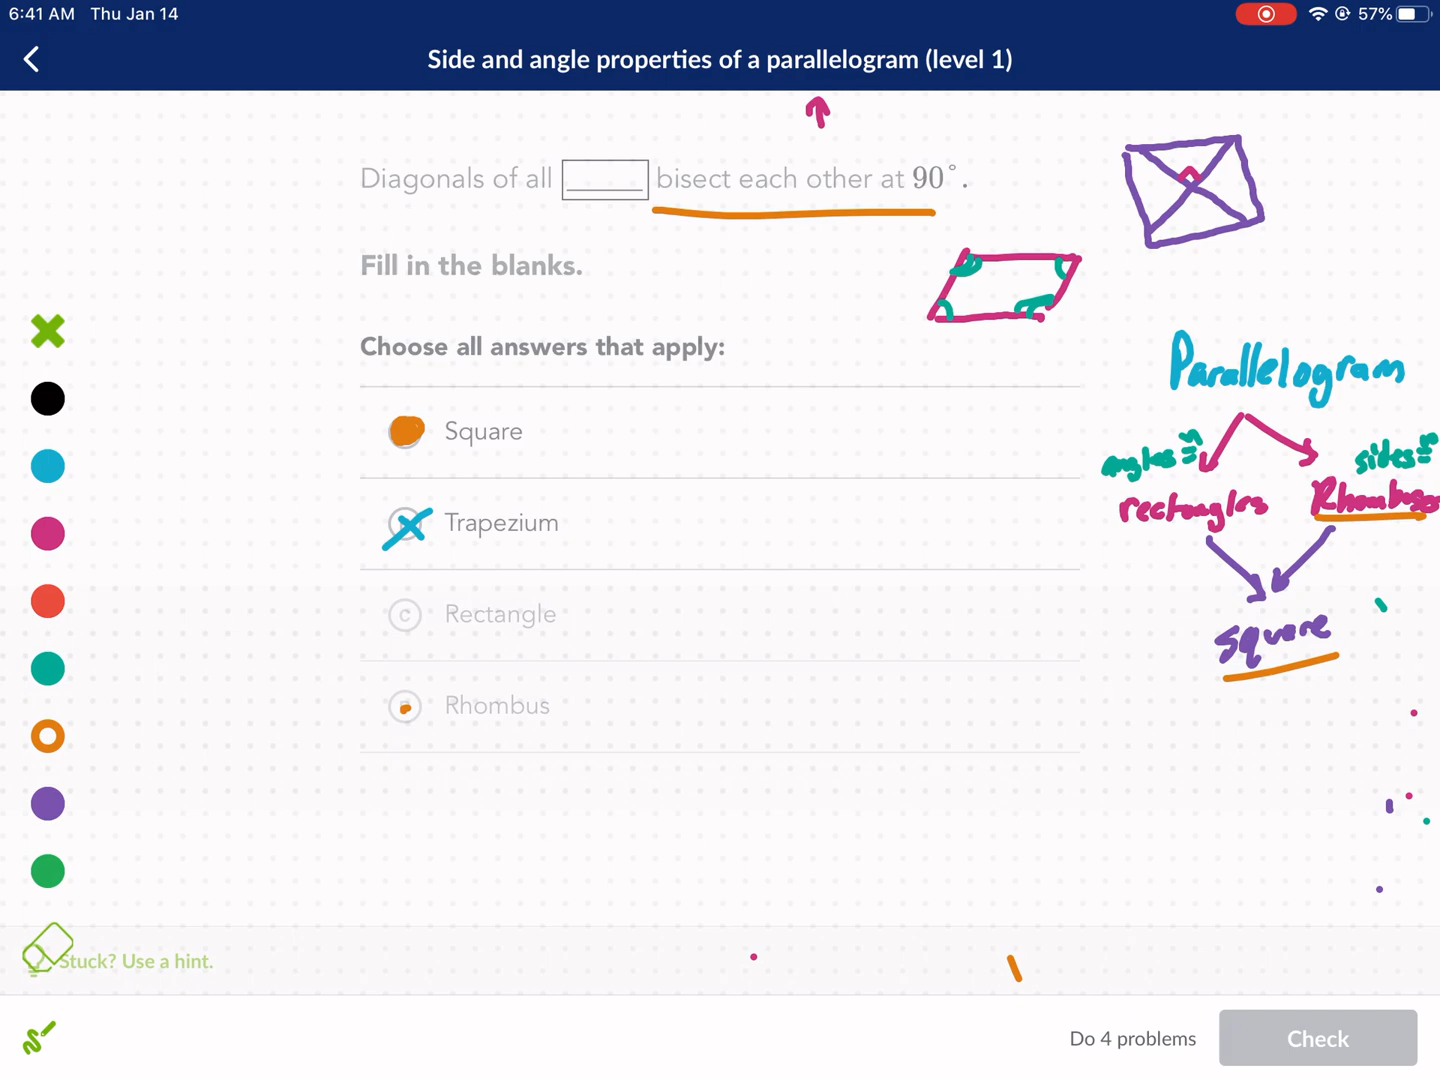 6:41 AM Thu Jan 14
57%
Side and angle properties of a parallelogram (level 1)
Diagonals of all ______ bisect each other at 90°.
Fill in the blanks.
Choose all answers that apply:
Square
Trapezium
C Rectangle
Rhombus
Parallelogram
angles =
sides =
rectangles
Rhombuses
square
Stuck? Use a hint.
Do 4 problems
Check